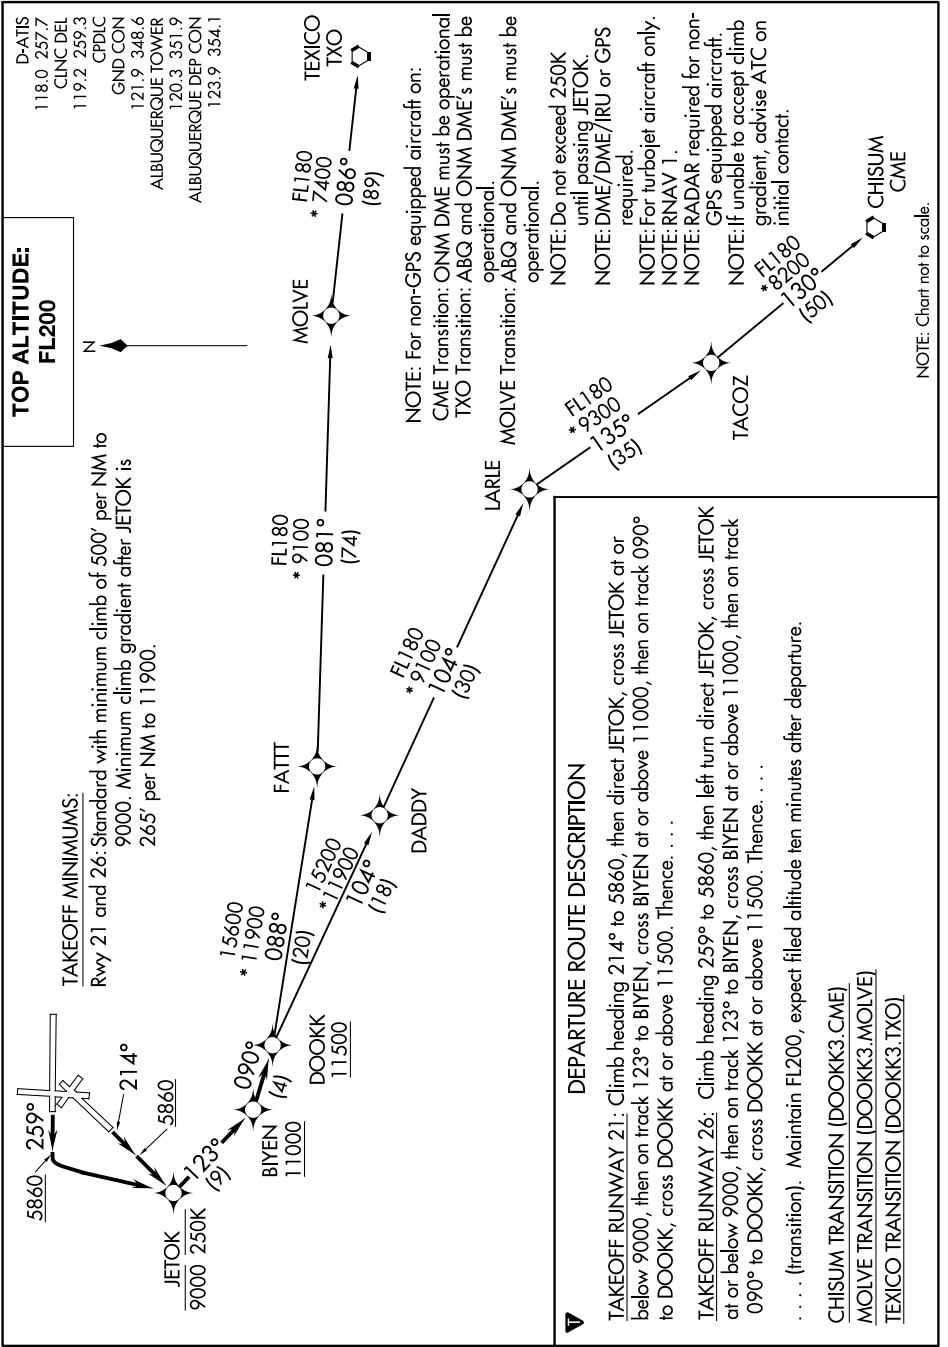 TOP ALTITUDE:
FL200
D-ATIS
118.0 257.7
CLNC DEL
119.2 259.3
CPDLC
GND CON
121.9 348.6
ALBUQUERQUE TOWER
120.3 351.9
ALBUQUERQUE DEP CON
123.9 354.1
TAKEOFF MINIMUMS:
Rwy 21 and 26: Standard with minimum climb of 500' per NM to
9000. Minimum climb gradient after JETOK is
265' per NM to 11900.
N
259°
5860
214°
5860
JETOK
9000 250K
123°
(9)
BIYEN
11000
090°
(4)
DOOKK
11500
15600
*11900
088°
(20)
FATTT
FL180
*9100
081°
(74)
MOLVE
FL180
*7400
086°
(89)
TEXICO
TXO
15200
*11900
104°
(18)
DADDY
FL180
*9100
104°
(30)
LARLE
FL180
*9300
135°
(35)
TACOZ
FL180
*8200
130°
(50)
CHISUM
CME
NOTE: For non-GPS equipped aircraft on:
CME Transition: ONM DME must be operational
TXO Transition: ABQ and ONM DME's must be
operational.
MOLVE Transition: ABQ and ONM DME's must be
operational.
NOTE: Do not exceed 250K
until passing JETOK.
NOTE: DME/DME/IRU or GPS
required.
NOTE: For turbojet aircraft only.
NOTE: RNAV 1.
NOTE: RADAR required for non-
GPS equipped aircraft.
NOTE: If unable to accept climb
gradient, advise ATC on
initial contact.
NOTE: Chart not to scale.
T
DEPARTURE ROUTE DESCRIPTION
TAKEOFF RUNWAY 21: Climb heading 214° to 5860, then direct JETOK, cross JETOK at or
below 9000, then on track 123° to BIYEN, cross BIYEN at or above 11000, then on track 090°
to DOOKK, cross DOOKK at or above 11500. Thence. . . .
TAKEOFF RUNWAY 26: Climb heading 259° to 5860, then left turn direct JETOK, cross JETOK
at or below 9000, then on track 123° to BIYEN, cross BIYEN at or above 11000, then on track
090° to DOOKK, cross DOOKK at or above 11500. Thence. . . .
. . . . (transition). Maintain FL200, expect filed altitude ten minutes after departure.
CHISUM TRANSITION (DOOKK3.CME)
MOLVE TRANSITION (DOOKK3.MOLVE)
TEXICO TRANSITION (DOOKK3.TXO)